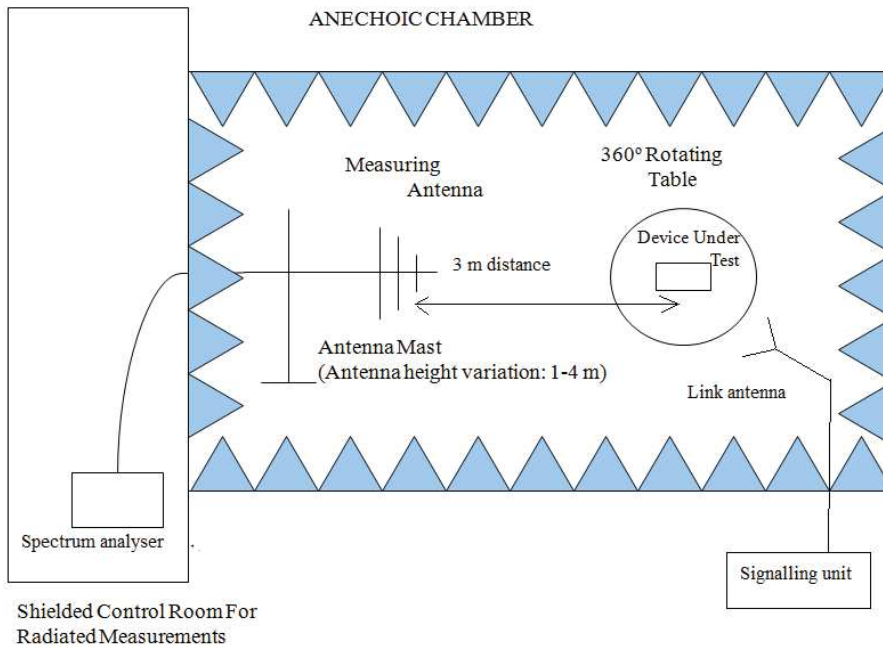 ANECHOIC CHAMBER
Measuring
Antenna
360º Rotating
Table
Device Under
Test
3 m distance
Antenna Mast
(Antenna height variation: 1-4 m)
Link antenna
Spectrum analyser
Signalling unit
Shielded Control Room For
Radiated Measurements